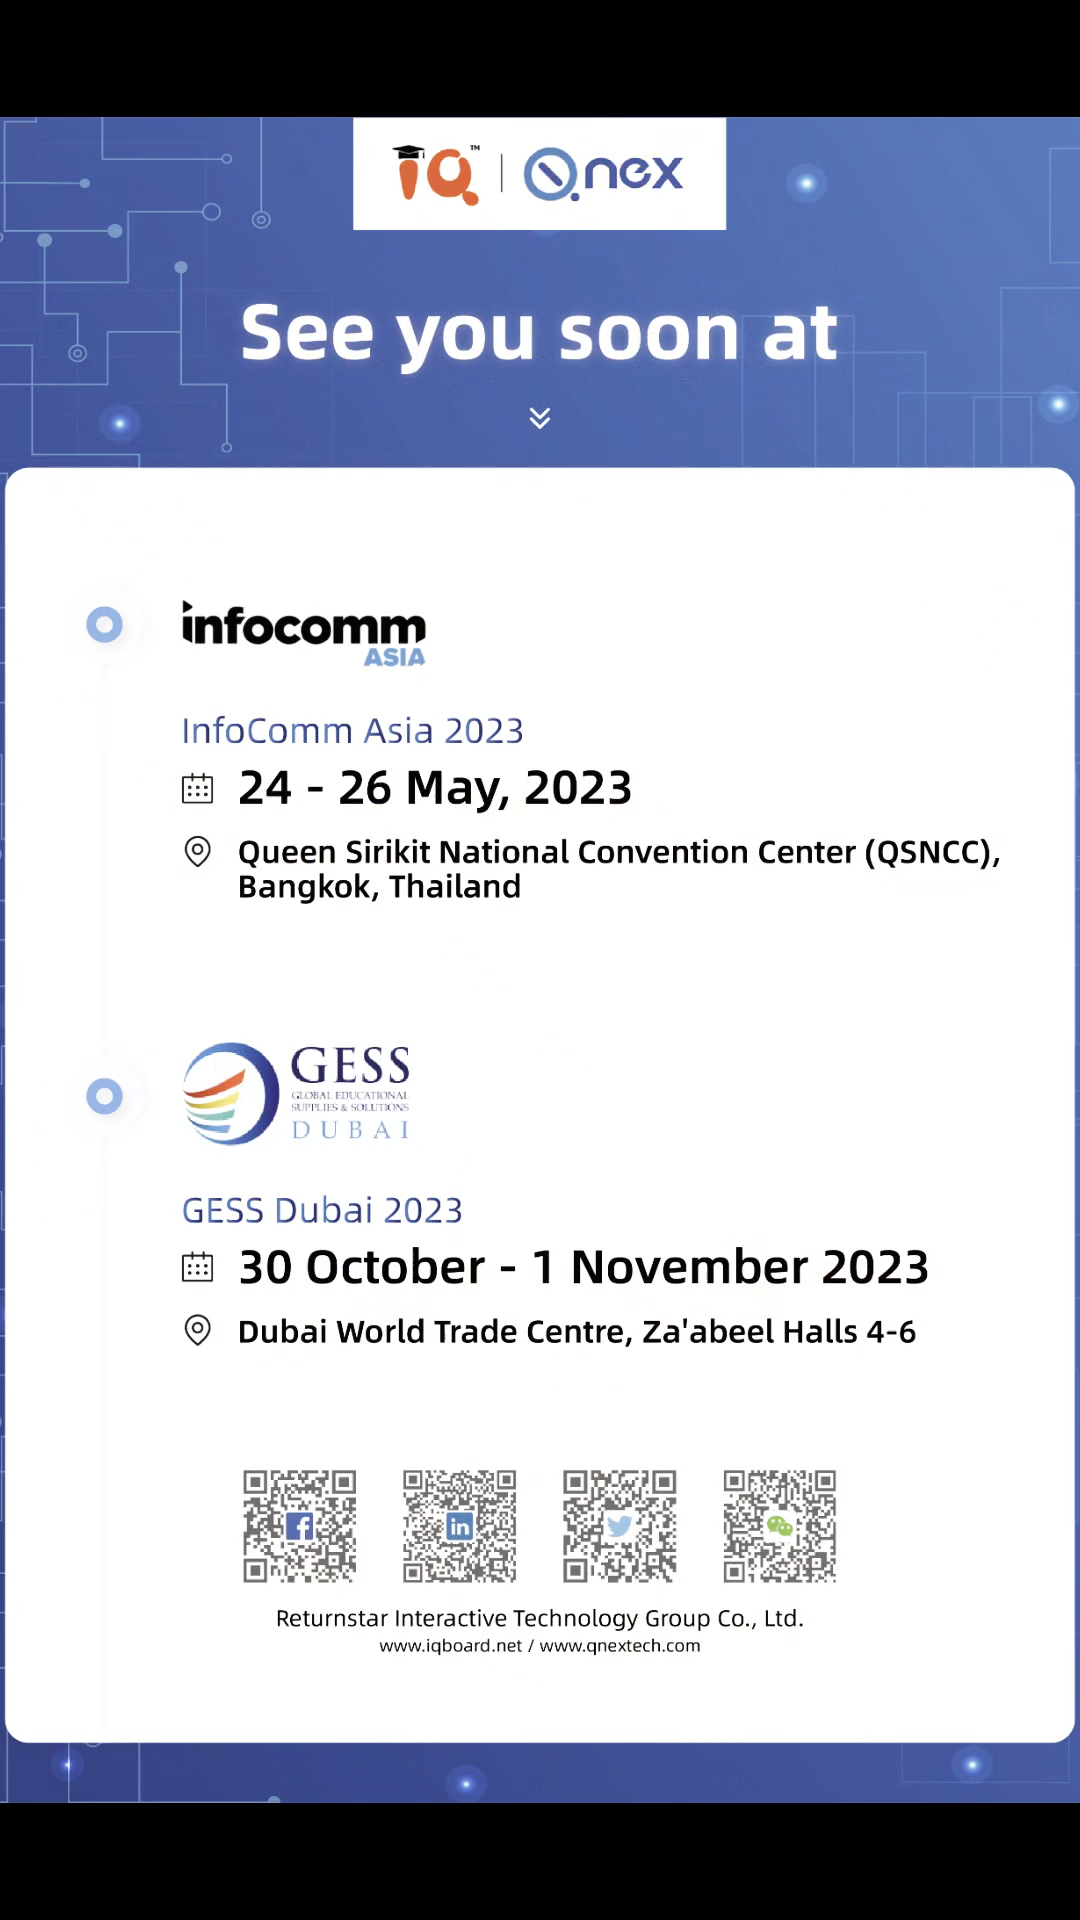 iQ™ | Qnex
See you soon at
infocomm
ASIA
InfoComm Asia 2023
24 - 26 May, 2023
Queen Sirikit National Convention Center (QSNCC),
Bangkok, Thailand
GESS
GLOBAL EDUCATIONAL
SUPPLIES & SOLUTIONS
DUBAI
GESS Dubai 2023
30 October - 1 November 2023
Dubai World Trade Centre, Za'abeel Halls 4-6
f in
Returnstar Interactive Technology Group Co., Ltd.
www.iqboard.net / www.qnextech.com